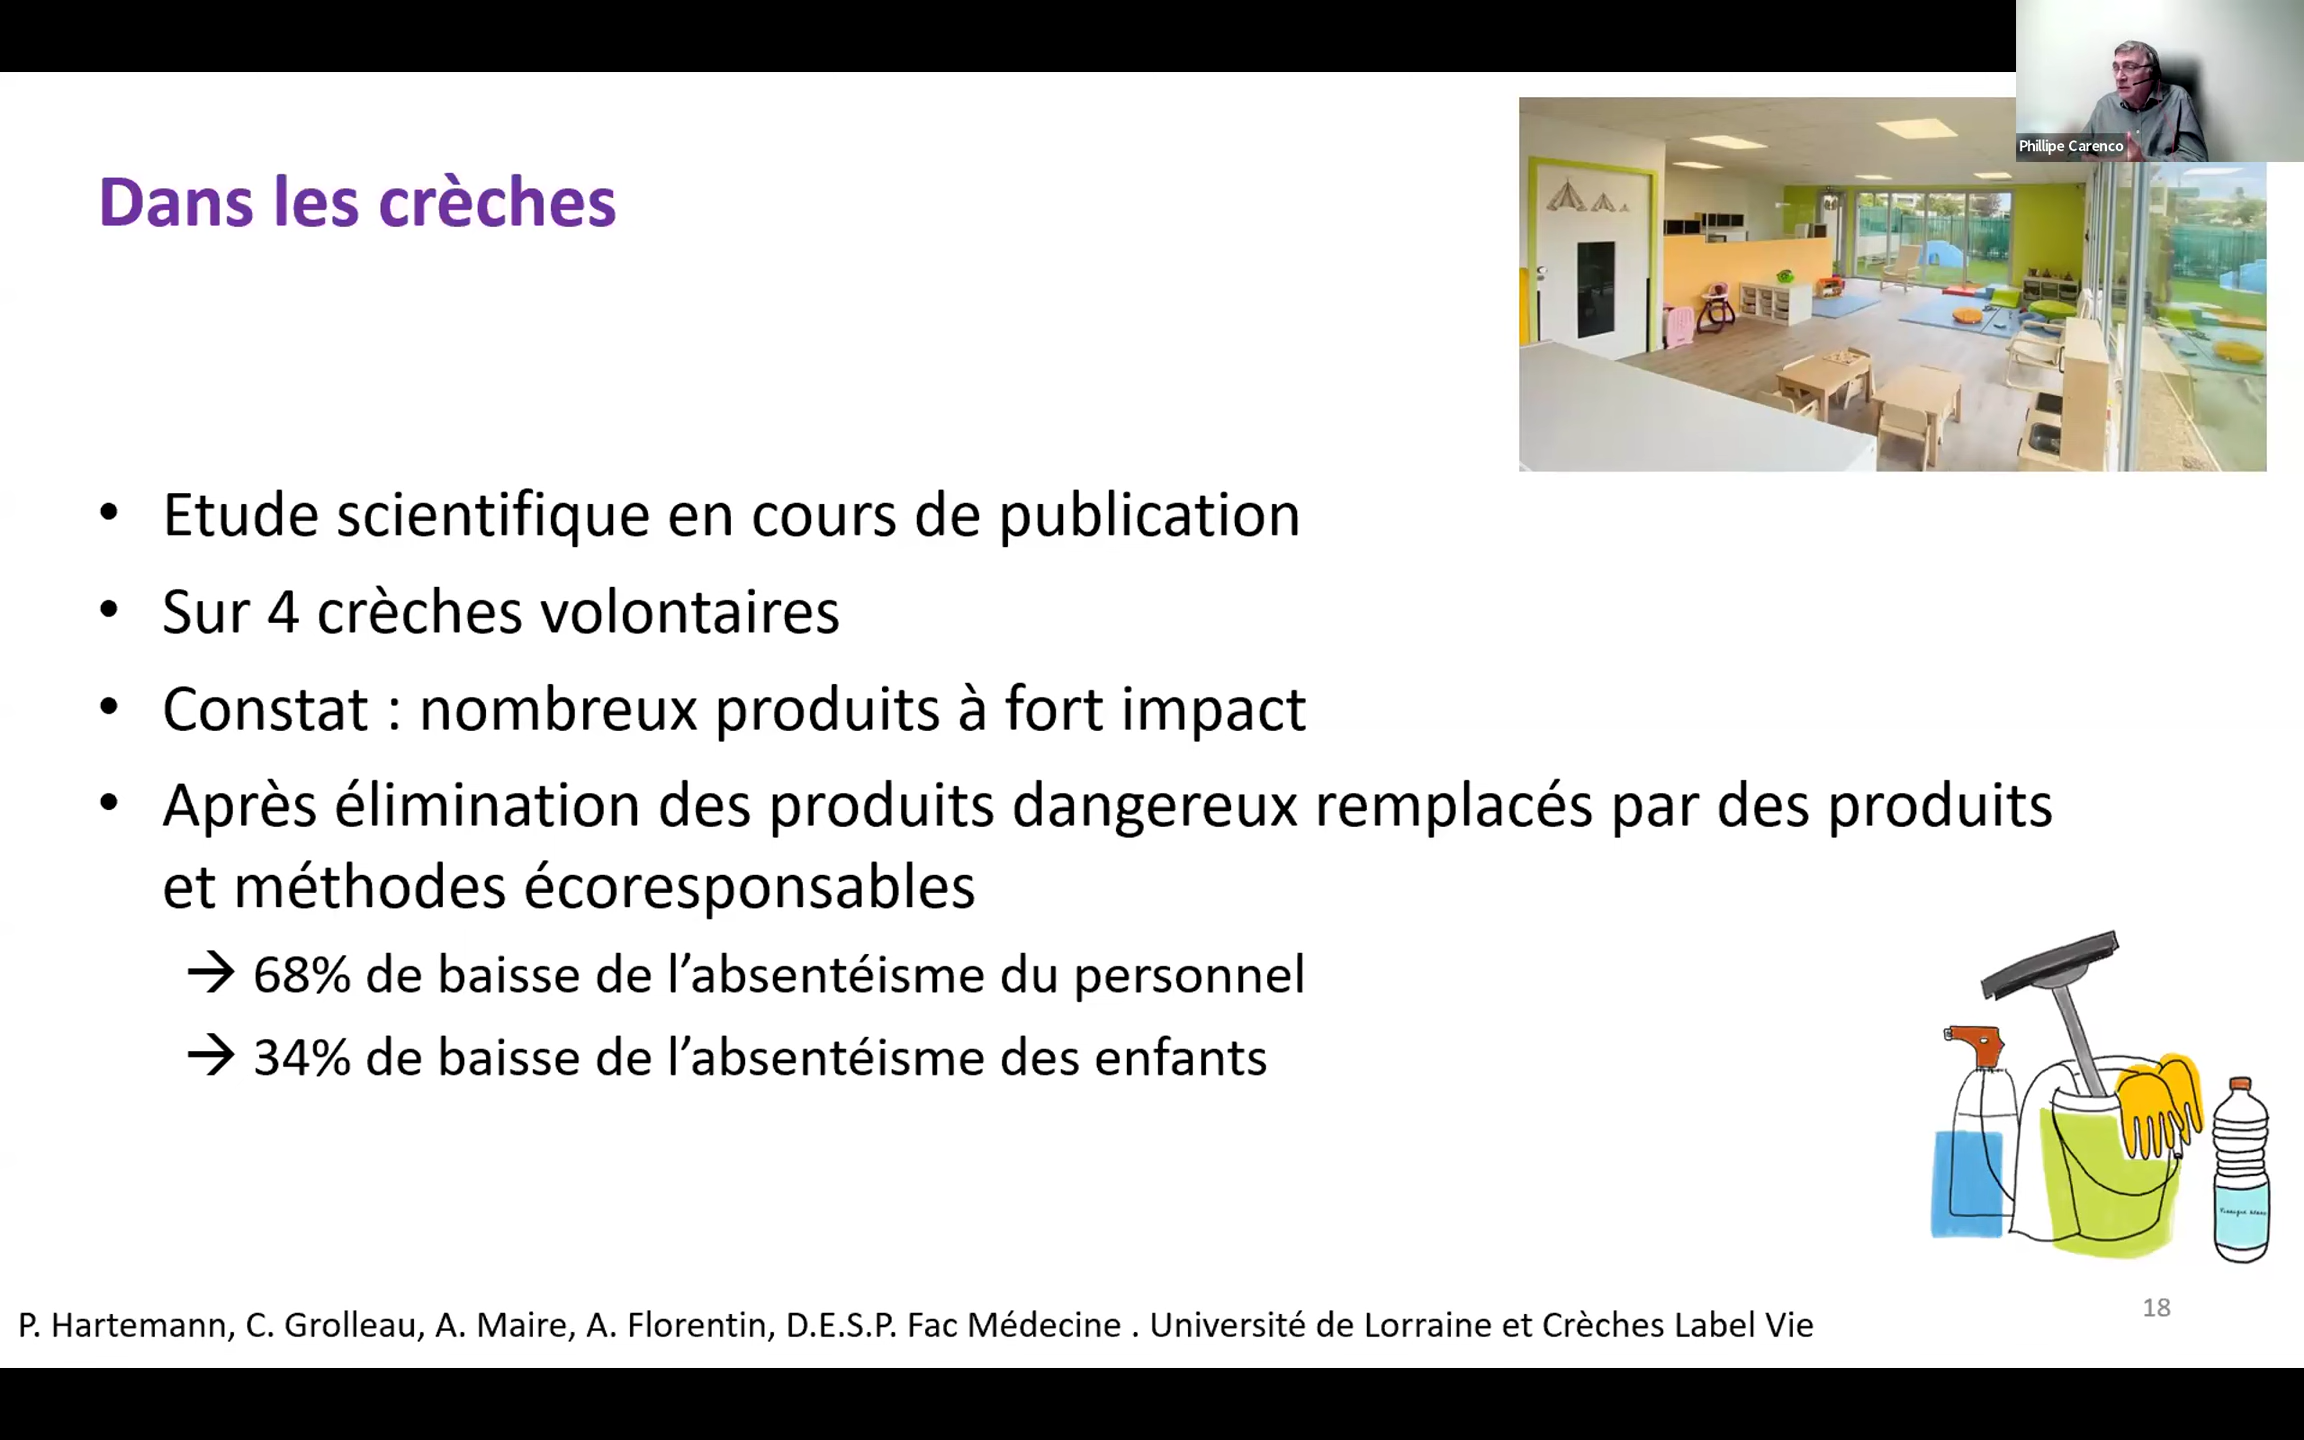 Phillipe Carenco
Dans les crèches
• Etude scientifique en cours de publication
• Sur 4 crèches volontaires
• Constat : nombreux produits à fort impact
• Après élimination des produits dangereux remplacés par des produits
et méthodes écoresponsables
→ 68% de baisse de l’absentéisme du personnel
→ 34% de baisse de l’absentéisme des enfants
Vinaigre blanc
18
P. Hartemann, C. Grolleau, A. Maire, A. Florentin, D.E.S.P. Fac Médecine . Université de Lorraine et Crèches Label Vie